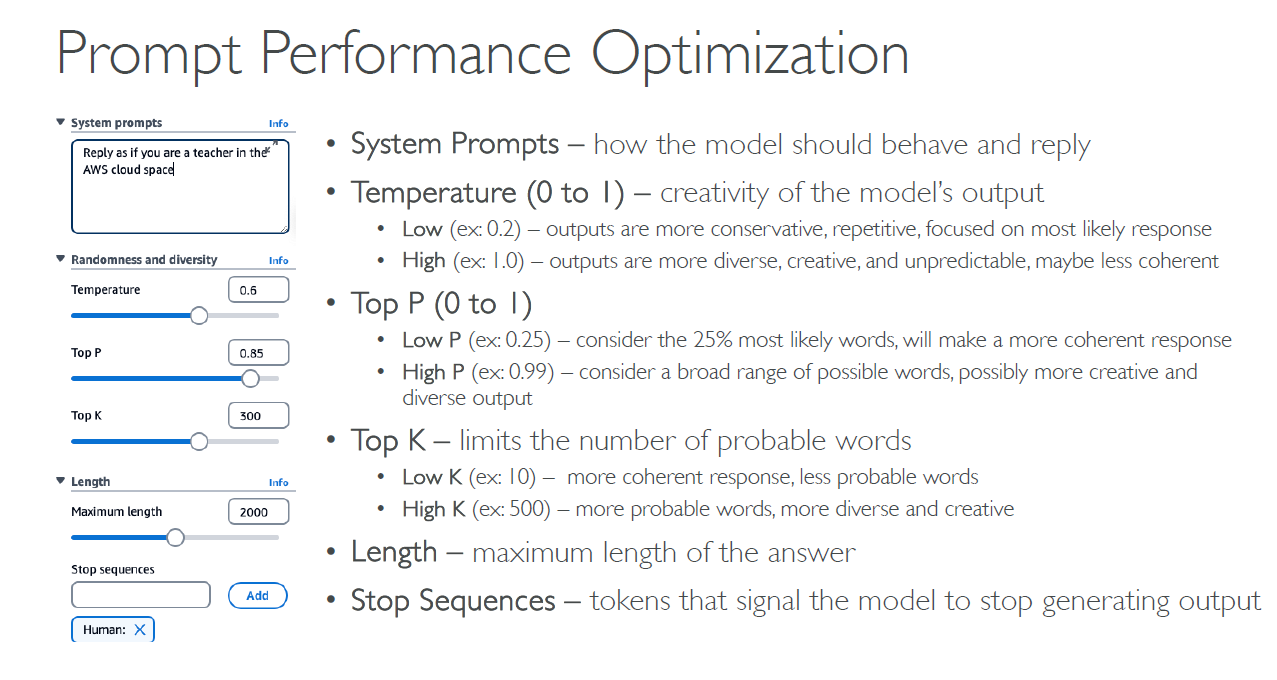 Prompt Performance Optimization
System prompts Info
Reply as if you are a teacher in the
AWS cloud space
Randomness and diversity Info
Temperature 0.6
Top P 0.85
Top K 300
Length Info
Maximum length 2000
Stop sequences
Add
Human: X
• System Prompts – how the model should behave and reply
• Temperature (0 to 1) – creativity of the model's output
• Low (ex: 0.2) – outputs are more conservative, repetitive, focused on most likely response
• High (ex: 1.0) – outputs are more diverse, creative, and unpredictable, maybe less coherent
• Top P (0 to 1)
• Low P (ex: 0.25) – consider the 25% most likely words, will make a more coherent response
• High P (ex: 0.99) – consider a broad range of possible words, possibly more creative and
diverse output
• Top K – limits the number of probable words
• Low K (ex: 10) – more coherent response, less probable words
• High K (ex: 500) – more probable words, more diverse and creative
• Length – maximum length of the answer
• Stop Sequences – tokens that signal the model to stop generating output